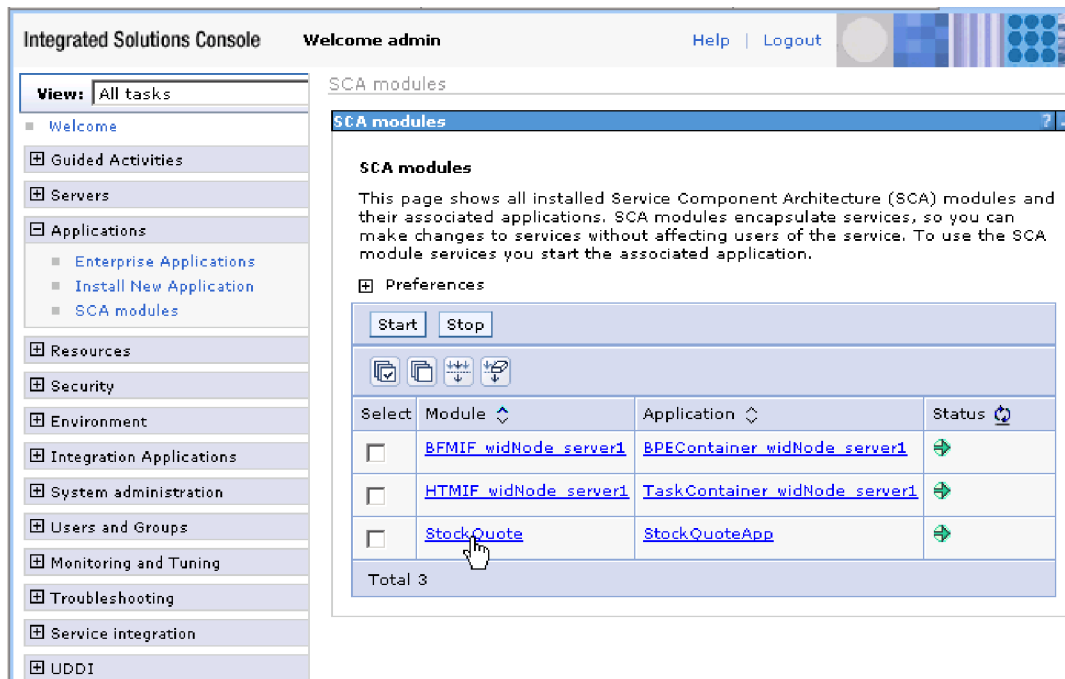 Integrated Solutions Console Welcome admin Help | Logout
View: All tasks
Welcome
Guided Activities
Servers
Applications
Enterprise Applications
Install New Application
SCA modules
Resources
Security
Environment
Integration Applications
System administration
Users and Groups
Monitoring and Tuning
Troubleshooting
Service integration
UDDI
SCA modules
SCA modules ? -
SCA modules
This page shows all installed Service Component Architecture (SCA) modules and
their associated applications. SCA modules encapsulate services, so you can
make changes to services without affecting users of the service. To use the SCA
module services you start the associated application.
Preferences
Start Stop
Select Module Application Status
BFMIF_widNode_server1 BPEContainer_widNode_server1
HTMIF_widNode_server1 TaskContainer_widNode_server1
StockQuote StockQuoteApp
Total 3